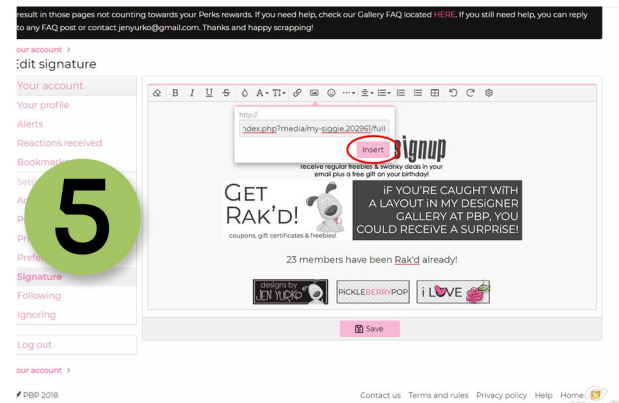 result in those pages not counting towards your Perks rewards. If you need help, check our Gallery FAQ located HERE. If you still need help, you can reply
to any FAQ post or contact jenyurko@gmail.com. Thanks and happy scrapping!
our account >
Edit signature
Your account
Your profile
Alerts
Reactions received
Bookmar
Sett
5
Prefe
Signature
Following
Ignoring
Log out
our account >
B I U S A TI
http://
ndex.php?media/my-siggie.202961/full
Insert
signup
receive regular freebies & swanky deals in your
email plus a free gift on your birthday!
GET
RAK'D!
coupons, gift certificates & freebies!
iF YOU'RE CAUGHT WiTH
A LAYOUT iN MY DESiGNER
GALLERY AT PBP, YOU
COULD RECEiVE A SURPRiSE!
23 members have been Rak'd already!
designs by
JEN YURKO
PiCKLEBERRYPOP
i LOVE
Save
PBP 2018
Contact us Terms and rules Privacy policy Help Home